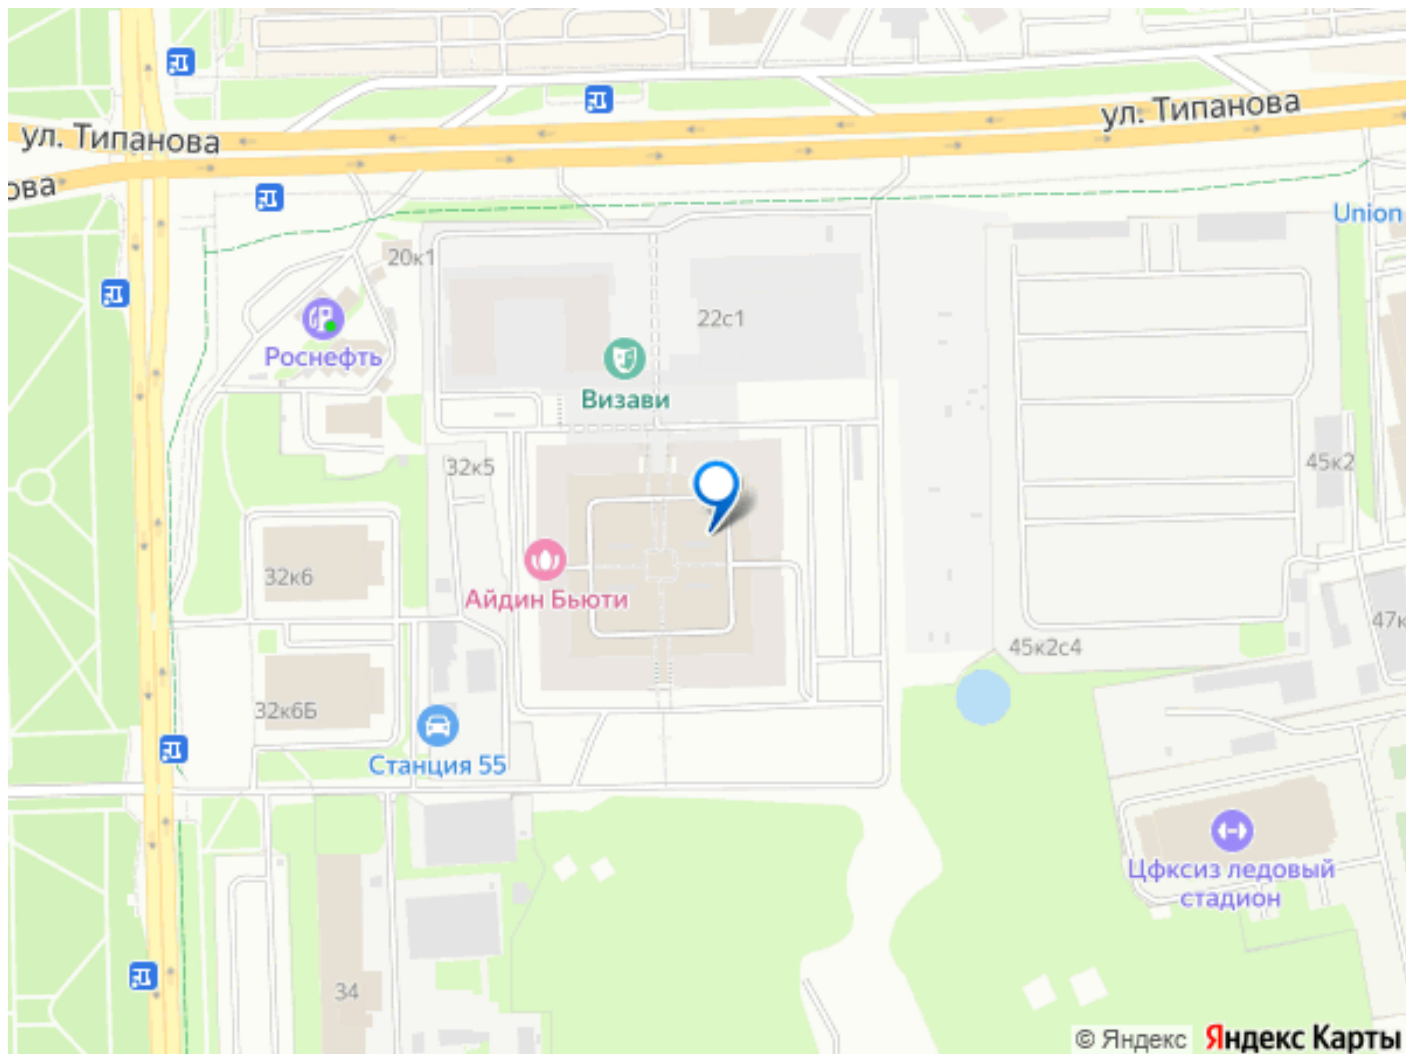 ул. Типанова
ул. Типанова
ова
Union
20к1
22с1
Роснефть
Визави
32к5
45к2
32к6
Айдин Бьюти
47к
45к2с4
32к6Б
Станция 55
Цфксиз ледовый
стадион
34
© Яндекс Яндекс Карты